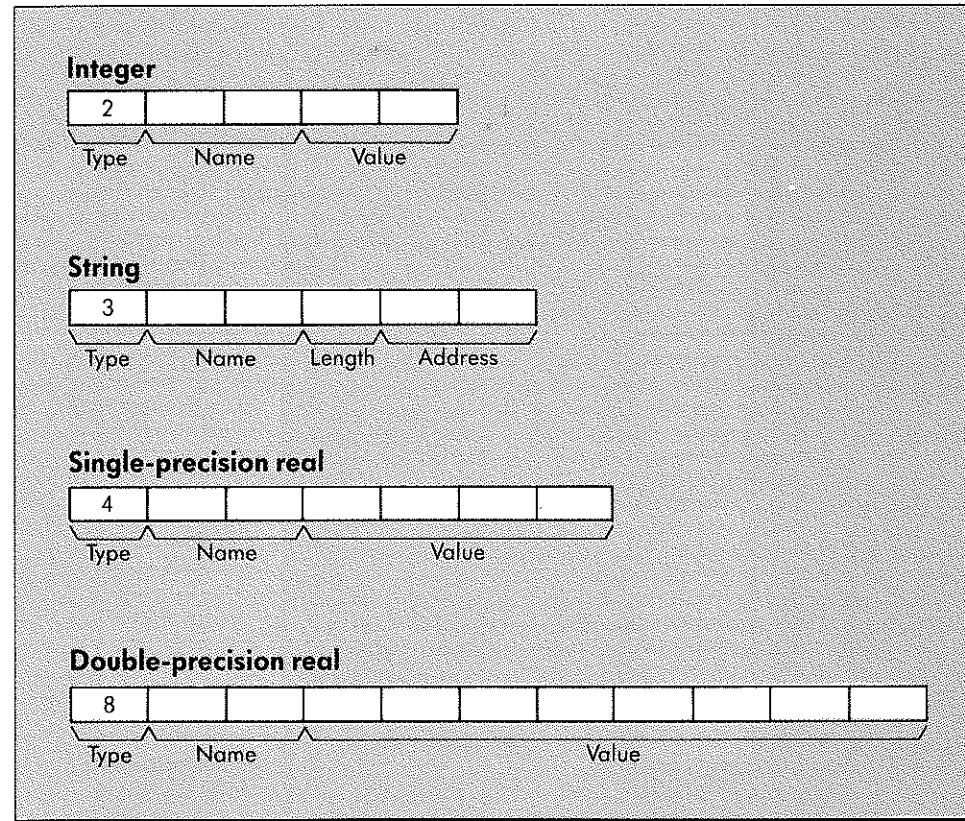 Integer
2
Type Name Value
String
3
Type Name Length Address
Single-precision real
4
Type Name Value
Double-precision real
8
Type Name Value